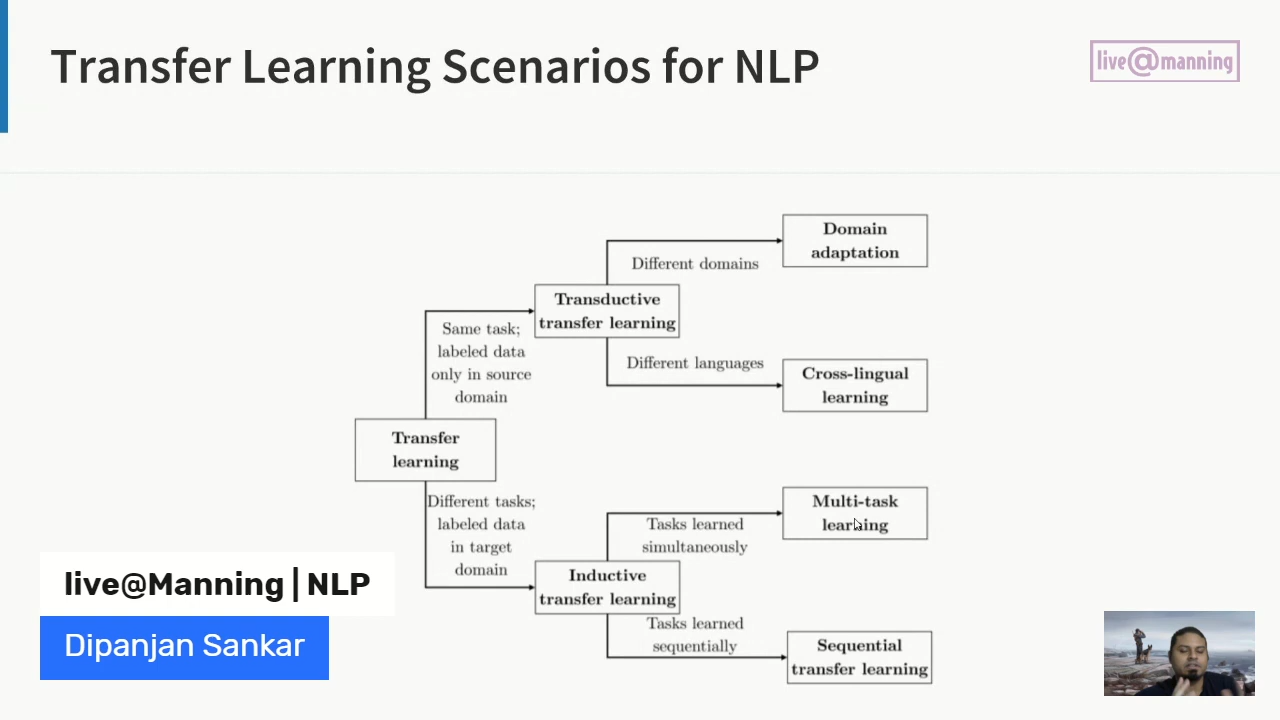 Transfer Learning Scenarios for NLP
live@manning
Domain
adaptation
Different domains
Transductive
transfer learning
Same task;
labeled data
only in source
domain
Different languages
Cross-lingual
learning
Transfer
learning
Different tasks;
labeled data
in target
domain
Multi-task
learning
Tasks learned
simultaneously
Inductive
transfer learning
Tasks learned
sequentially
Sequential
transfer learning
live@Manning | NLP
Dipanjan Sankar